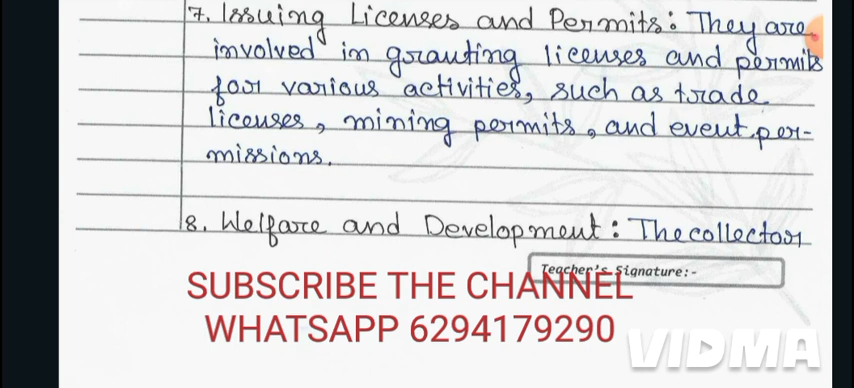 7. Issuing Licenses and Permits: They are
involved in granting licenses and permits
for various activities, such as trade
licenses, mining permits, and event per-
missions.
8. Welfare and Development: The collector
Teacher's Signature:-
SUBSCRIBE THE CHANNEL
WHATSAPP 6294179290
VIDMA